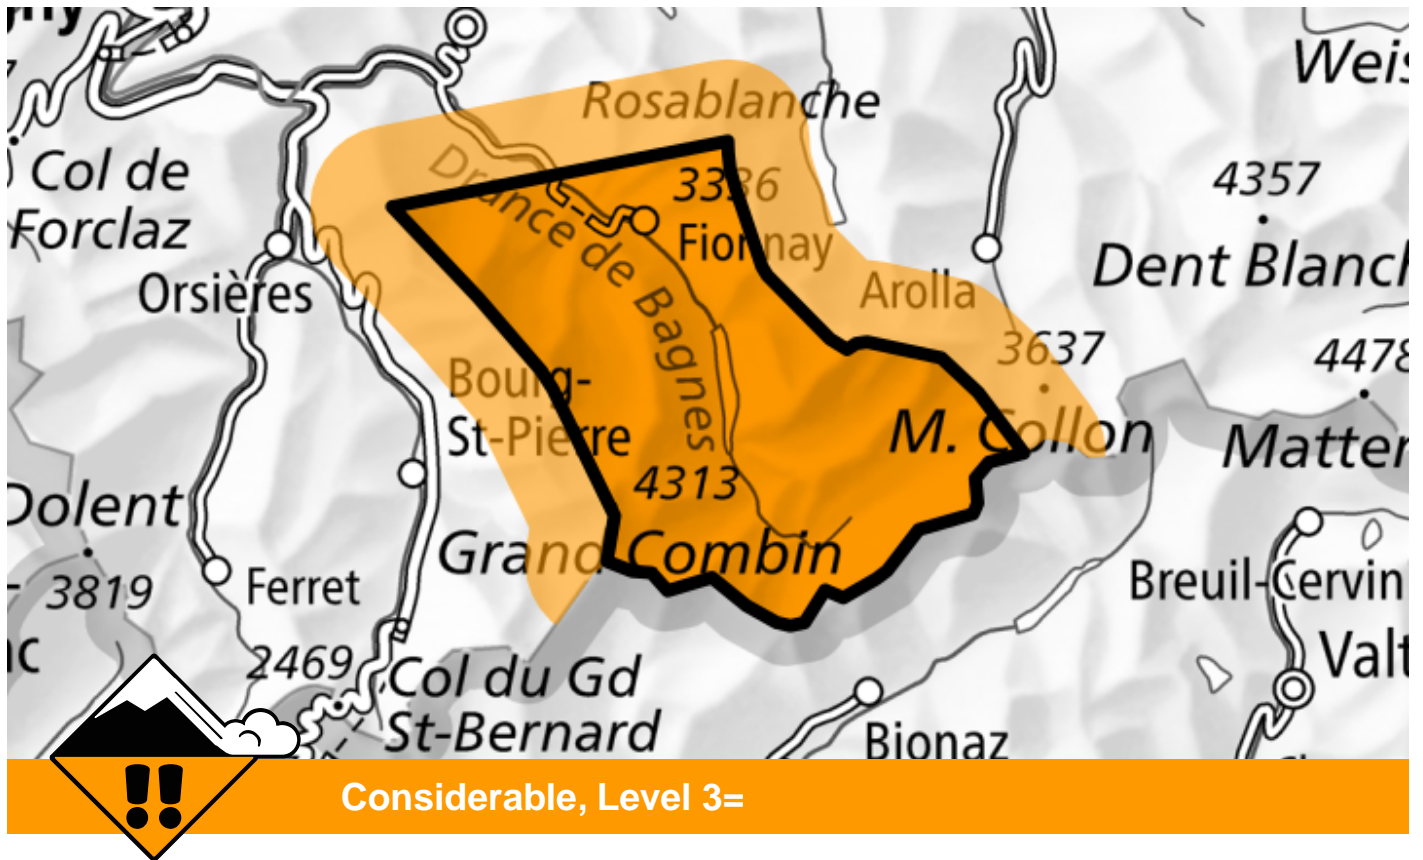 Rosablanche
3336
Col de
Forclaz
Orsières
Drance de Bagnes
Fionnay
Arolla
4357
Dent Blanch
3637
4478
M. Collon
Matter
Bourg-
St-Pierre
4313
Grand Combin
Dolent
3819
Ferret
2469
Col du Gd
St-Bernard
Breuil-Cervin
Valt
Bionaz
Weis
!!
Considerable, Level 3=